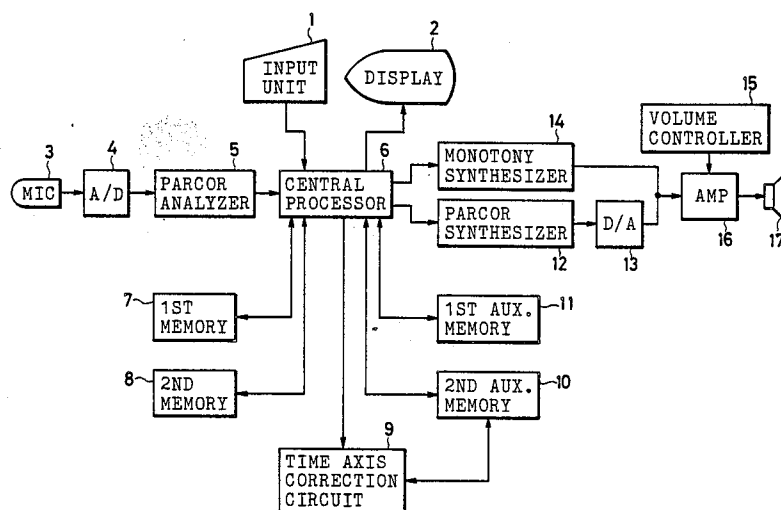 1
INPUT
UNIT
2
DISPLAY
3
MIC
4
A/D
5
PARCOR
ANALYZER
6
CENTRAL
PROCESSOR
14
MONOTONY
SYNTHESIZER
PARCOR
SYNTHESIZER
12
D/A
13
15
VOLUME
CONTROLLER
AMP
16
17
7
1ST
MEMORY
8
2ND
MEMORY
1ST AUX.
MEMORY
11
2ND AUX.
MEMORY
10
9
TIME AXIS
CORRECTION
CIRCUIT